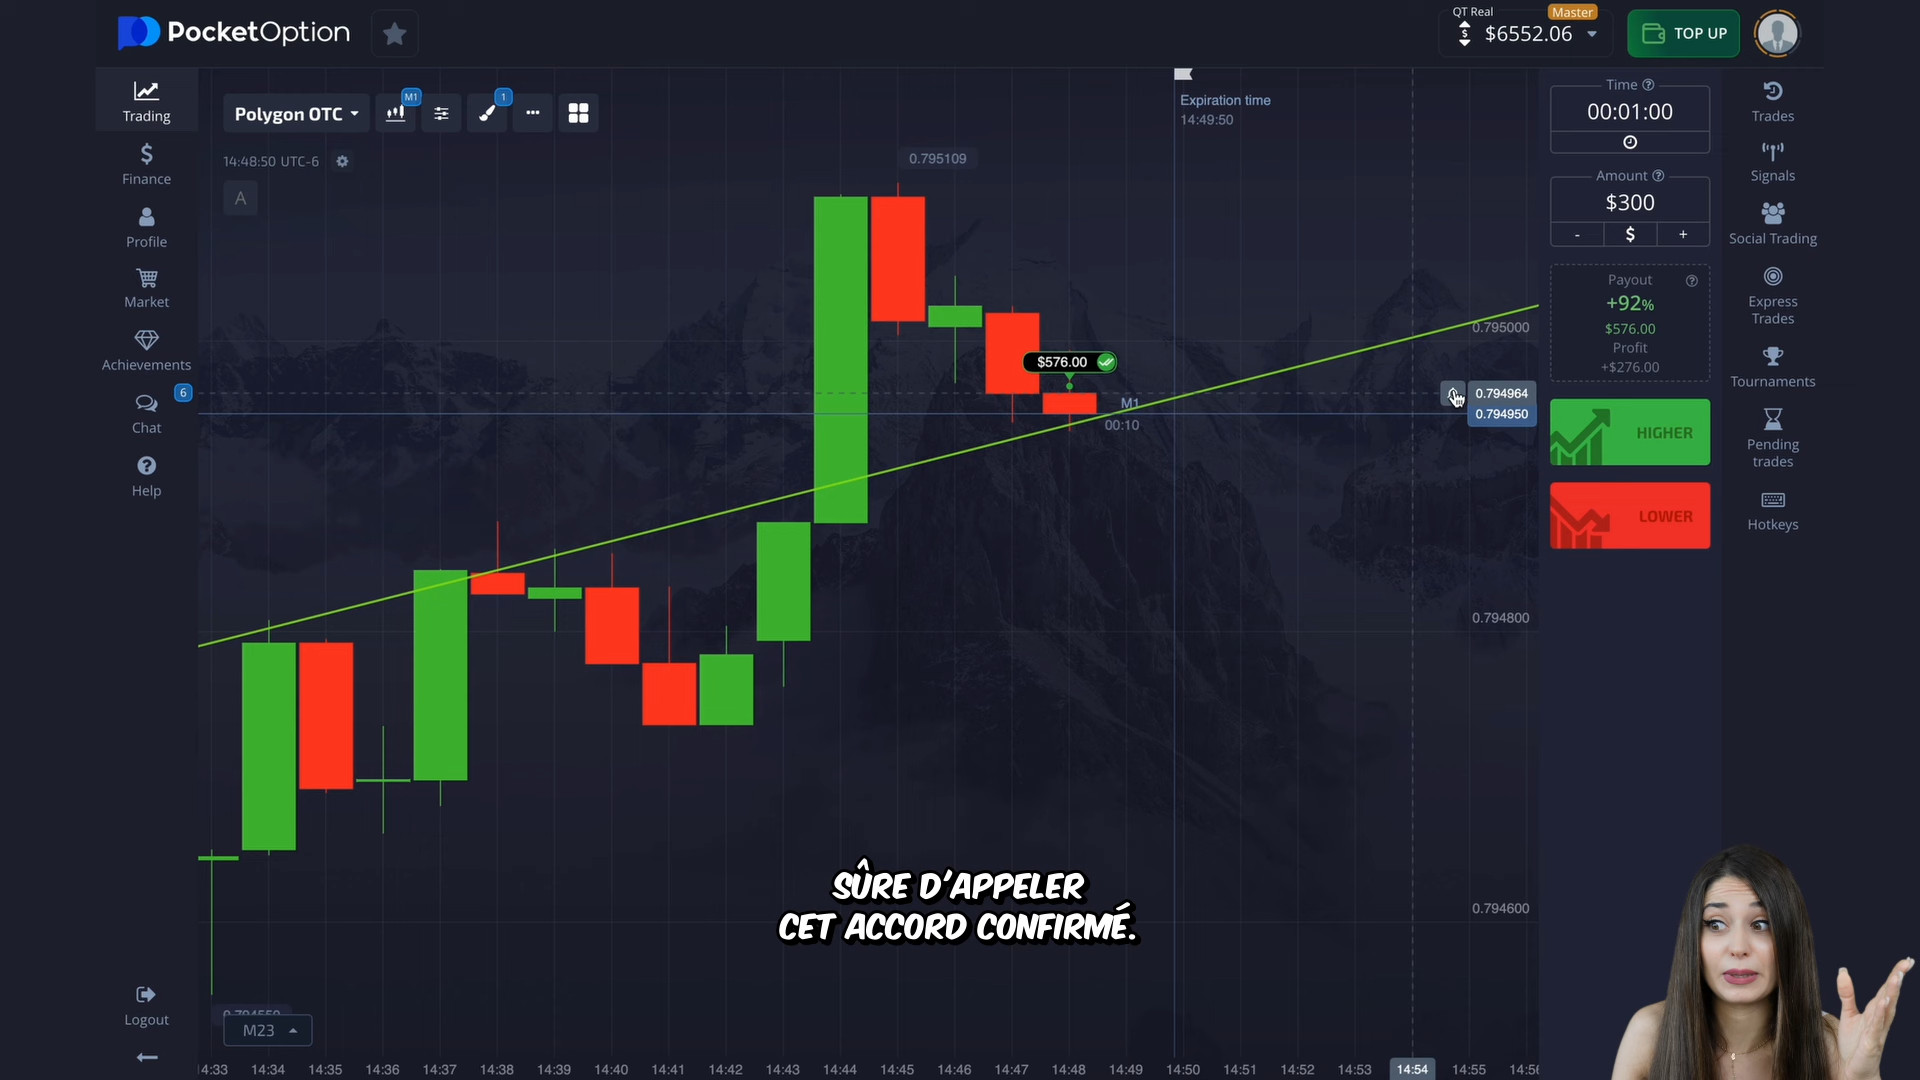 PocketOption
QT Real
Master
$6552.06
TOP UP
Trading
Finance
Profile
Market
Achievements
6
Chat
Help
Logout
Polygon OTC
M1
1
14:48:50 UTC-6
A
Expiration time
14:49:50
0.795109
$576.00
M1
00:10
0.795000
0.794964
0.794950
0.794800
0.794600
SÛRE D'APPELER
CET ACCORD CONFIRMÉ.
M23
14:33 14:34 14:35 14:36 14:37 14:38 14:39 14:40 14:41 14:42 14:43 14:44 14:45 14:46 14:47 14:48 14:49 14:50 14:51 14:52 14:53 14:54 14:55 14:56
Time
00:01:00
Amount
$300
- $ +
Payout
+92%
$576.00
Profit
+$276.00
HIGHER
LOWER
Trades
Signals
Social Trading
Express
Trades
Tournaments
Pending
trades
Hotkeys